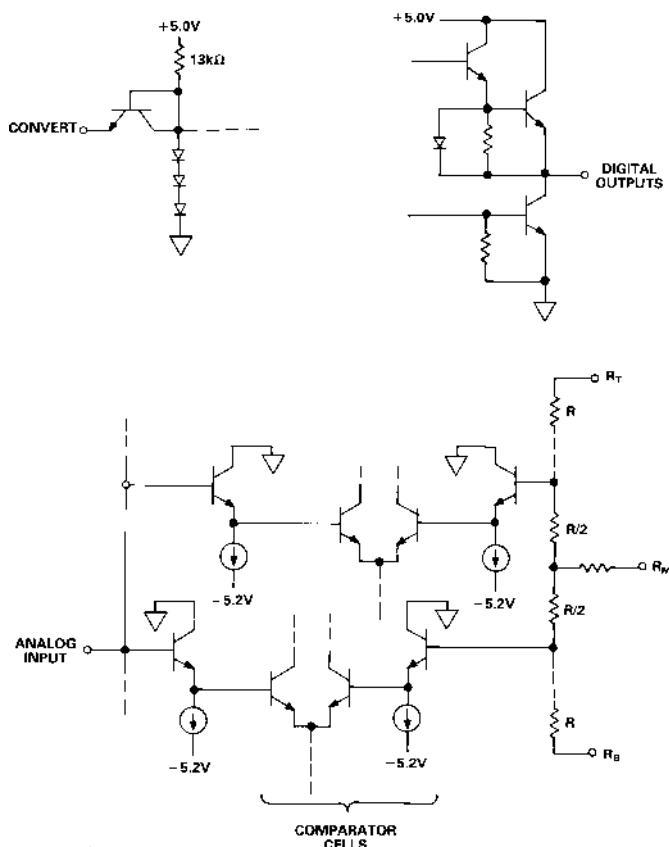 +5.0V
13kΩ
CONVERT
+5.0V
DIGITAL
OUTPUTS
R_T
R
R/2
R_M
R/2
-5.2V
-5.2V
ANALOG
INPUT
-5.2V
-5.2V
R
R_B
COMPARATOR
CELLS